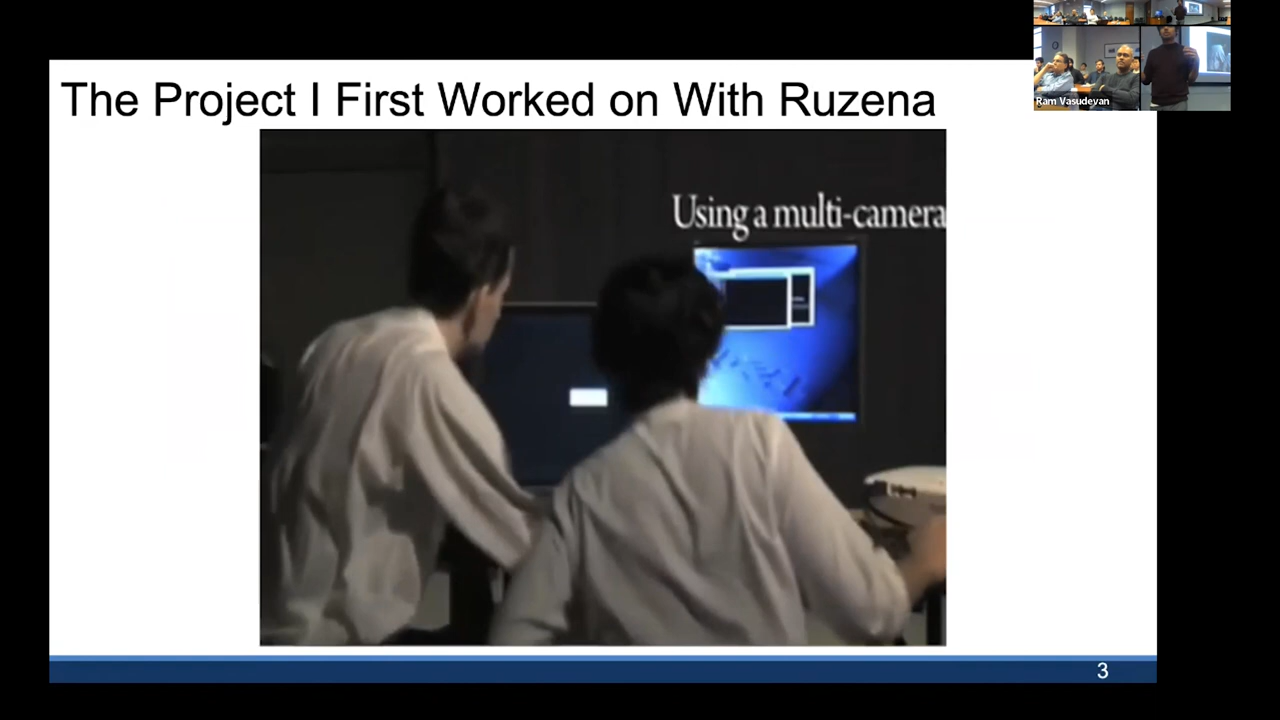 The Project I First Worked on With Ruzena
Ram Vasudevan
Using a multi-camera
3